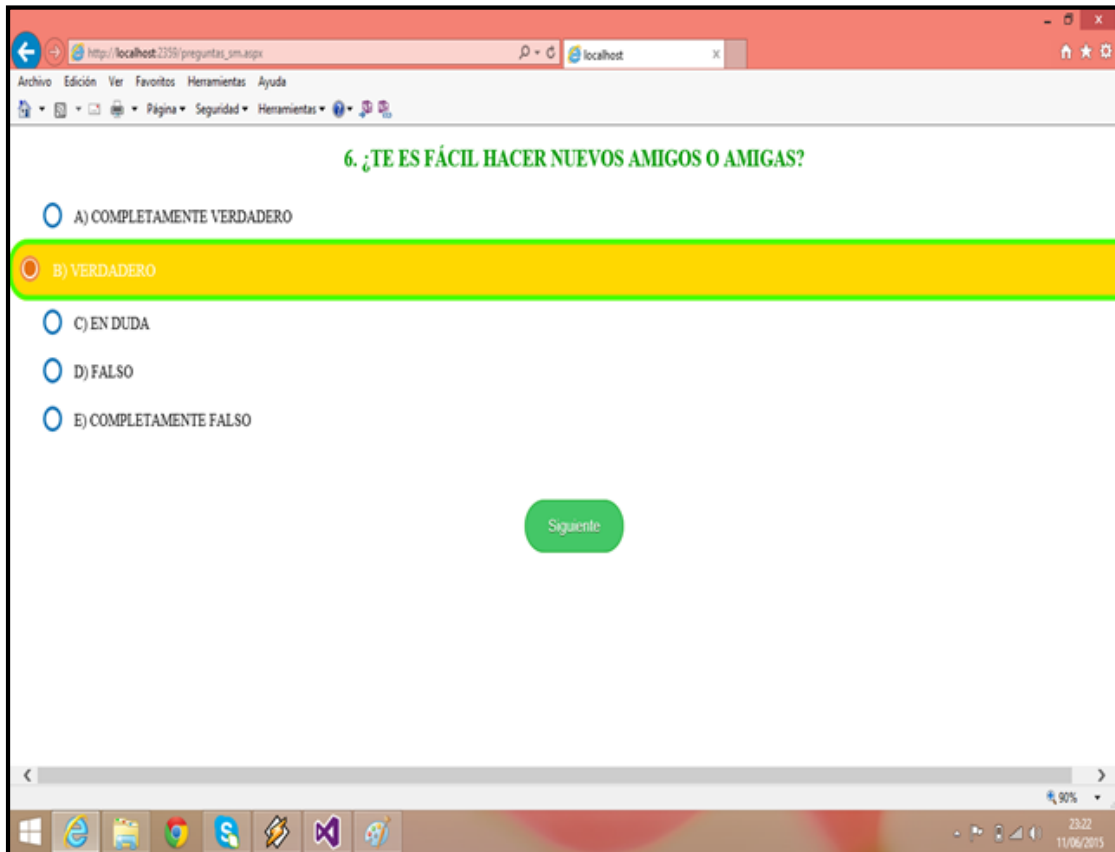 http://localhost:2359/preguntas_sm.aspx
localhost
Archivo Edición Ver Favoritos Herramientas Ayuda
Página Seguridad Herramientas
6. ¿TE ES FÁCIL HACER NUEVOS AMIGOS O AMIGAS?
A) COMPLETAMENTE VERDADERO
B) VERDADERO
C) EN DUDA
D) FALSO
E) COMPLETAMENTE FALSO
Siguiente
90%
23:22
11/06/2015